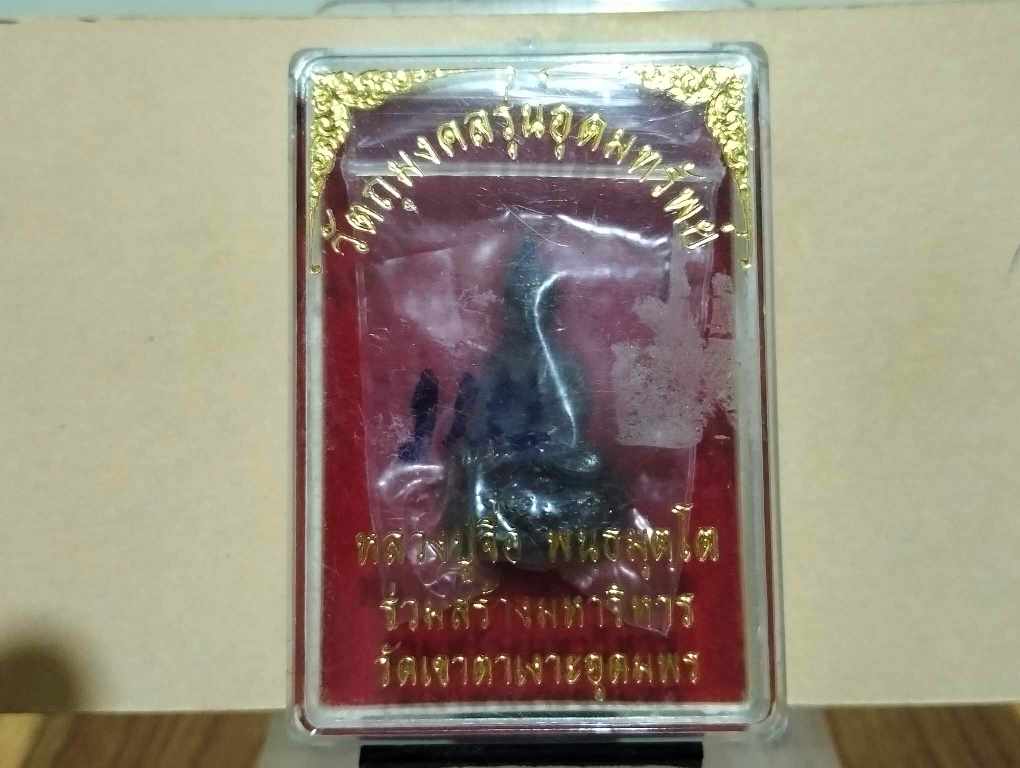 วัตถุมงคลรุ่นอุดมทรัพย์
หลวงปู่จื่อ พนฺธมุตฺโต
ร่วมสร้างมหาวิหาร
วัดเขาตาเงาะอุดมพร